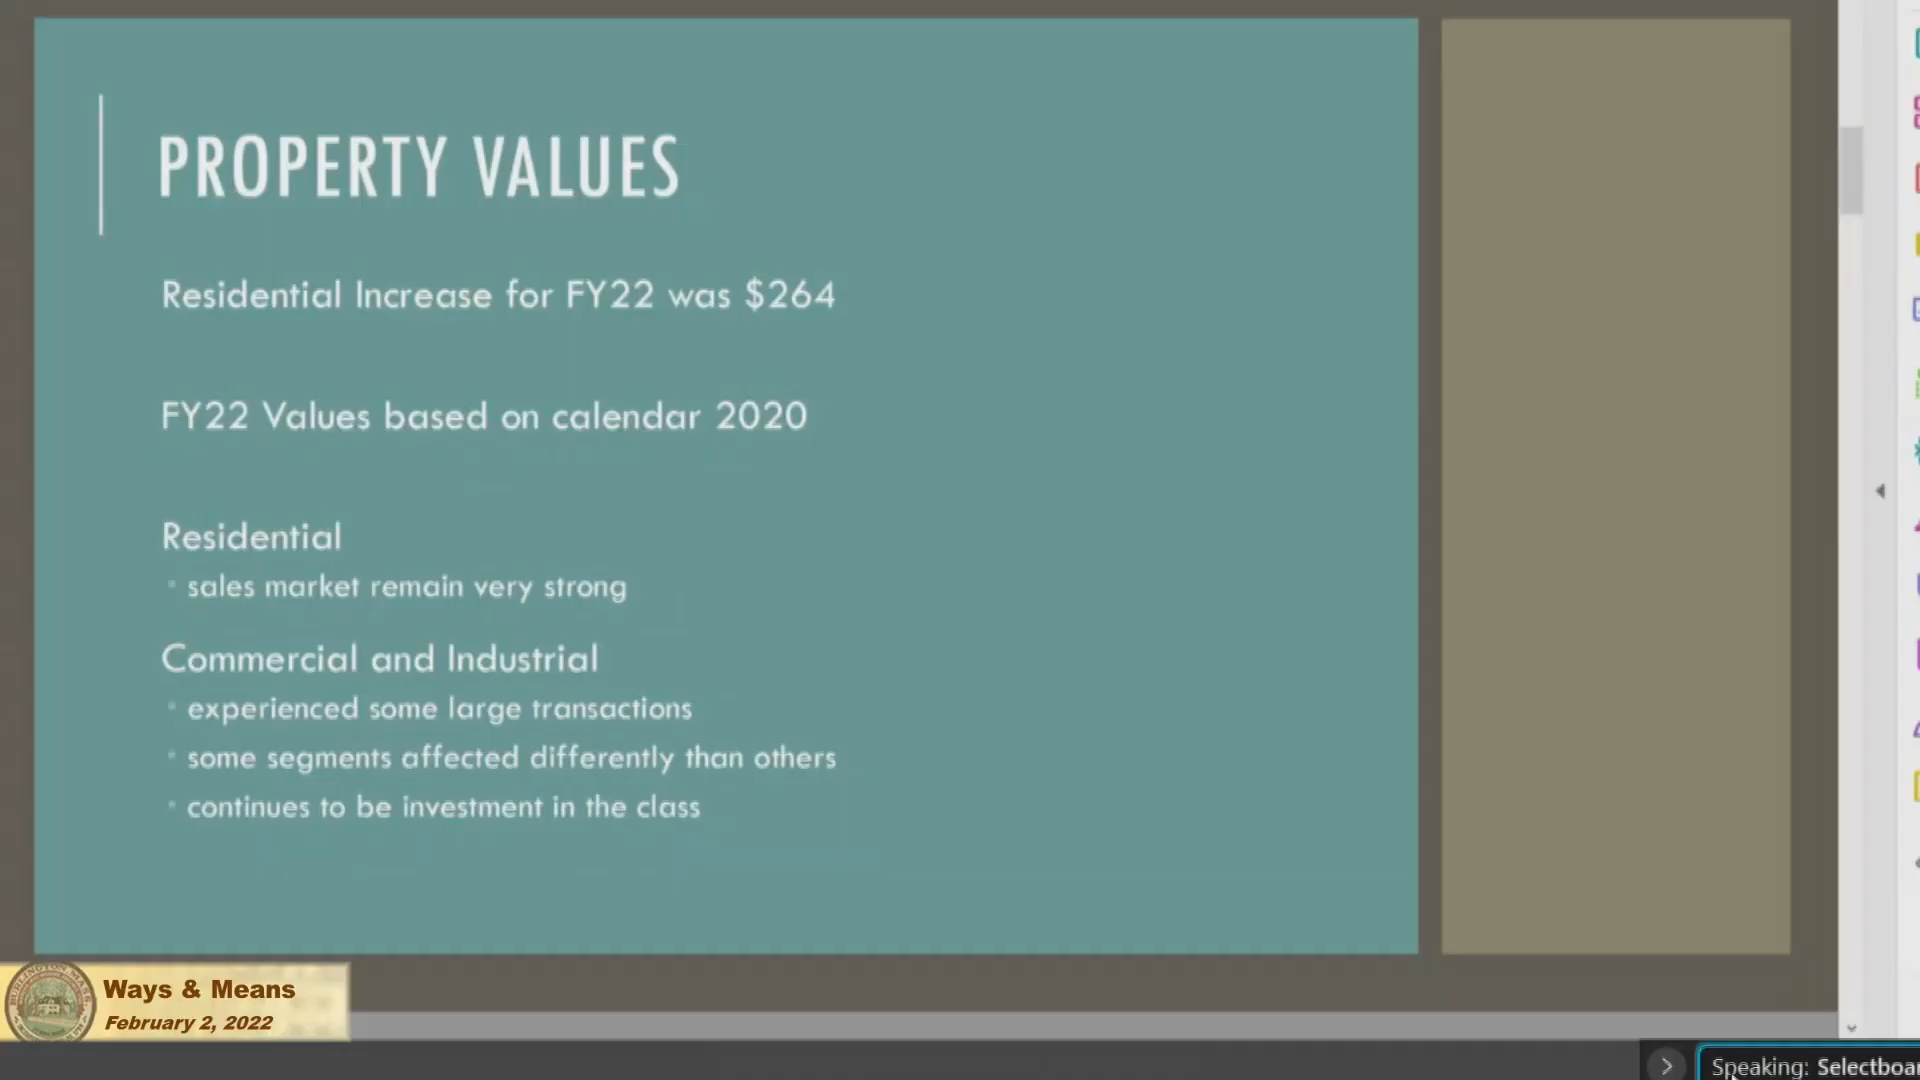 PROPERTY VALUES
Residential Increase for FY22 was $264
FY22 Values based on calendar 2020
Residential
sales market remain very strong
Commercial and Industrial
experienced some large transactions
some segments affected differently than others
continues to be investment in the class
Ways & Means
February 2, 2022
Speaking: